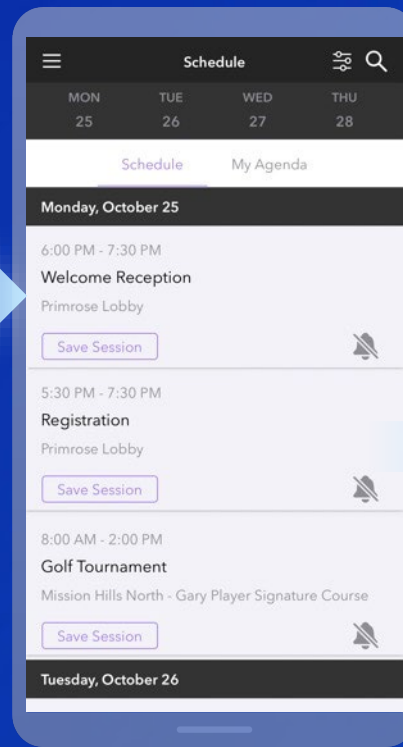 Schedule
MON TUE WED THU
25 26 27 28
Schedule My Agenda
Monday, October 25
6:00 PM - 7:30 PM
Welcome Reception
Primrose Lobby
Save Session
5:30 PM - 7:30 PM
Registration
Primrose Lobby
Save Session
8:00 AM - 2:00 PM
Golf Tournament
Mission Hills North - Gary Player Signature Course
Save Session
Tuesday, October 26